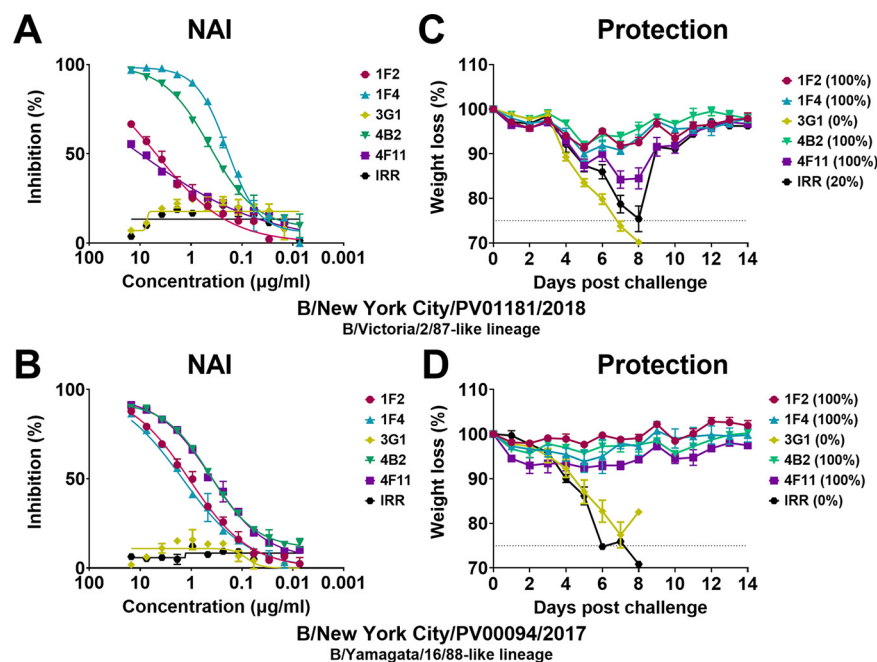 A
NAI
Inhibition (%)
100
50
0
100
10
1
0.1
0.01
0.001
Concentration (µg/ml)
1F2
1F4
3G1
4B2
4F11
IRR
C
Protection
Weight loss (%)
110
100
90
80
70
0
2
4
6
8
10
12
14
Days post challenge
1F2 (100%)
1F4 (100%)
3G1 (0%)
4B2 (100%)
4F11 (100%)
IRR (20%)
B/New York City/PV01181/2018
B/Victoria/2/87-like lineage
B
NAI
Inhibition (%)
100
50
0
100
10
1
0.1
0.01
0.001
Concentration (µg/ml)
1F2
1F4
3G1
4B2
4F11
IRR
D
Protection
Weight loss (%)
110
100
90
80
70
0
2
4
6
8
10
12
14
Days post challenge
1F2 (100%)
1F4 (100%)
3G1 (0%)
4B2 (100%)
4F11 (100%)
IRR (0%)
B/New York City/PV00094/2017
B/Yamagata/16/88-like lineage